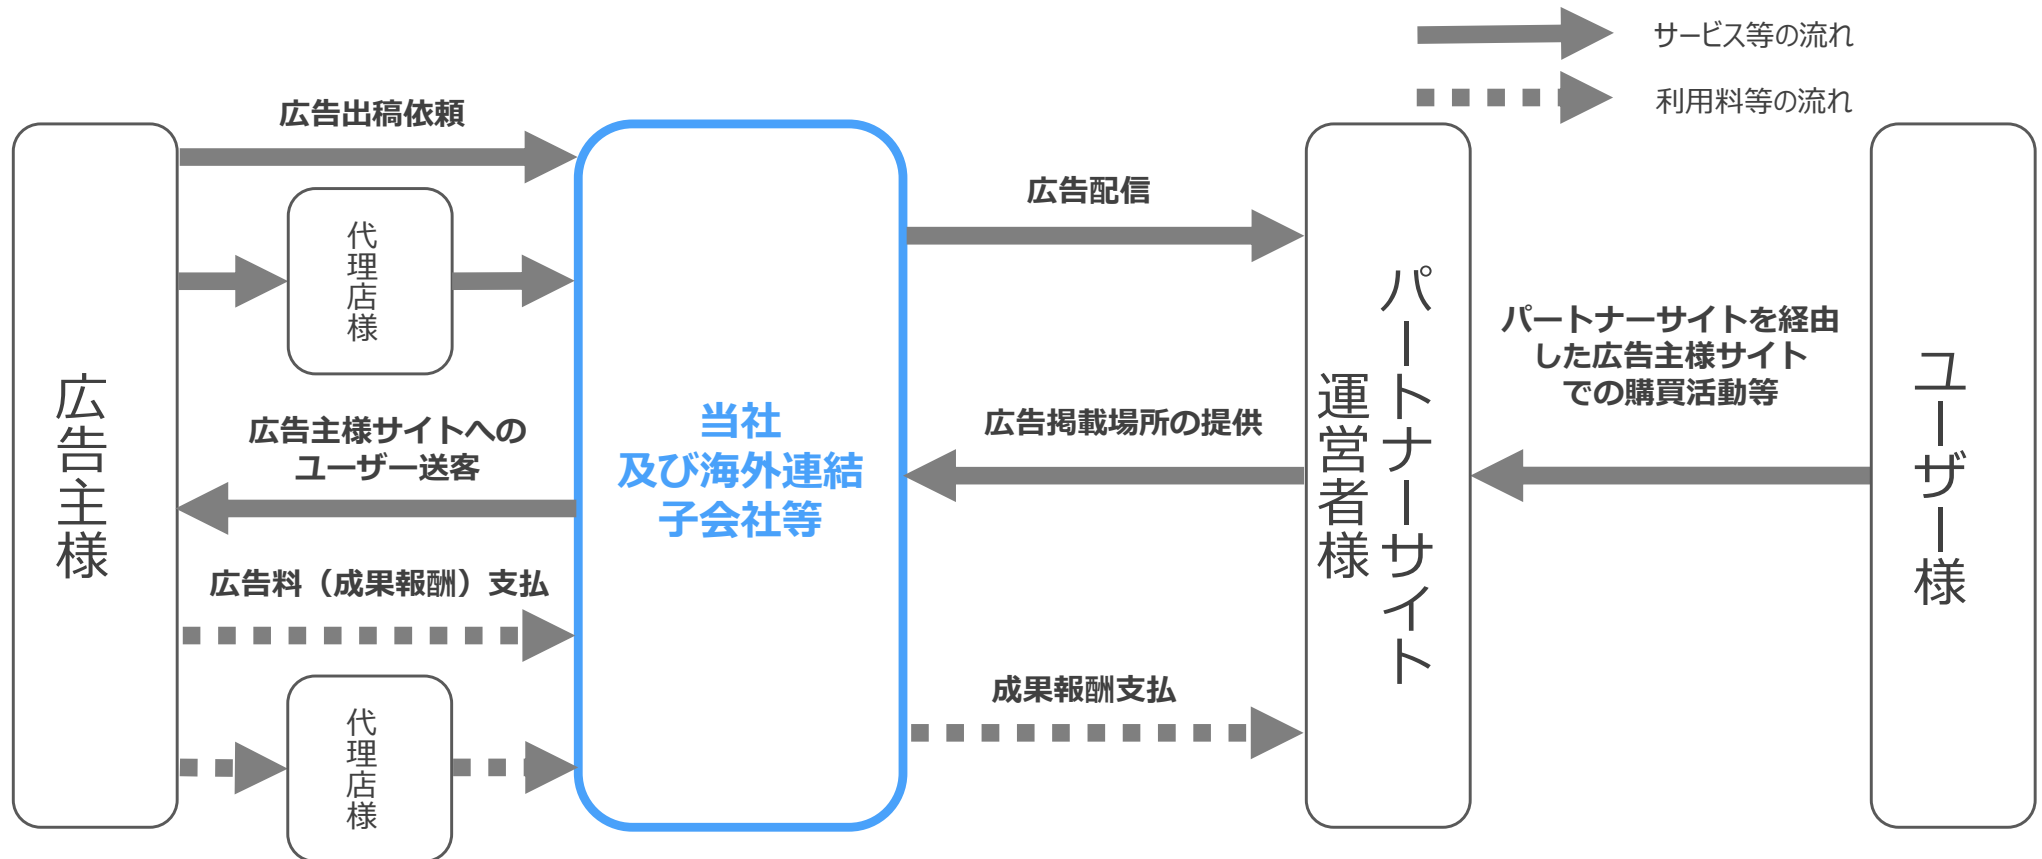 サービス等の流れ
利用料等の流れ
広告主様
広告出稿依頼
代理店様
広告主様サイトへの
ユーザー送客
広告料（成果報酬）支払
代理店様
当社
及び海外連結
子会社等
広告配信
広告掲載場所の提供
成果報酬支払
パートナーサイト
運営者様
パートナーサイトを経由
した広告主様サイト
での購買活動等
ユーザー様